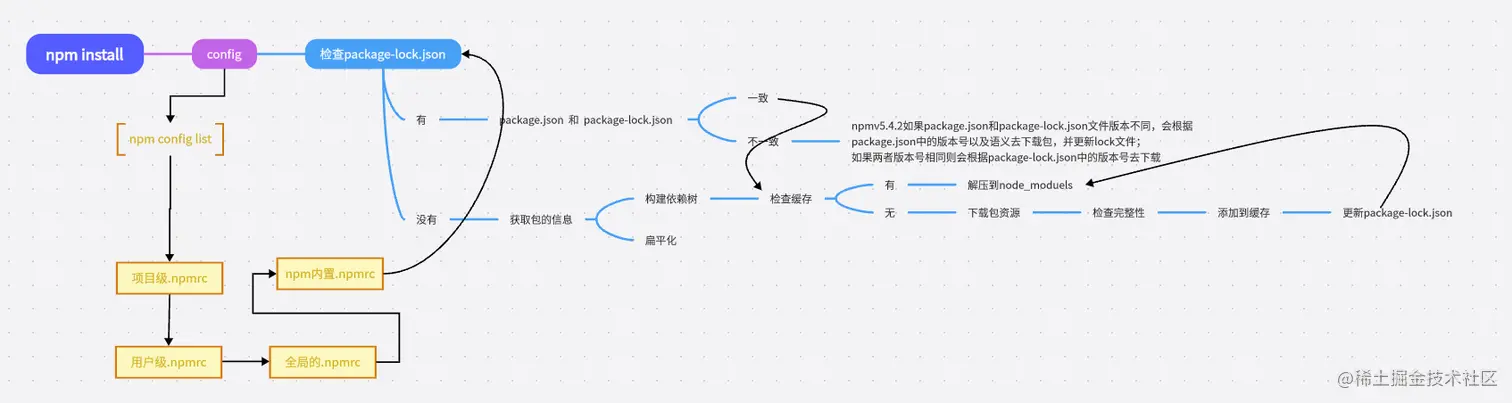 npm install
config
检查package-lock.json
npm config list
项目级.npmrc
用户级.npmrc
全局的.npmrc
npm内置.npmrc
有
package.json 和 package-lock.json
一致
不一致
npmv5.4.2如果package.json和package-lock.json文件版本不同，会根据
package.json中的版本号以及语义去下载包，并更新lock文件；
如果两者版本号相同则会根据package-lock.json中的版本号去下载
没有
获取包的信息
构建依赖树
扁平化
检查缓存
有
解压到node_moduels
无
下载包资源
检查完整性
添加到缓存
更新package-lock.json
@稀土掘金技术社区